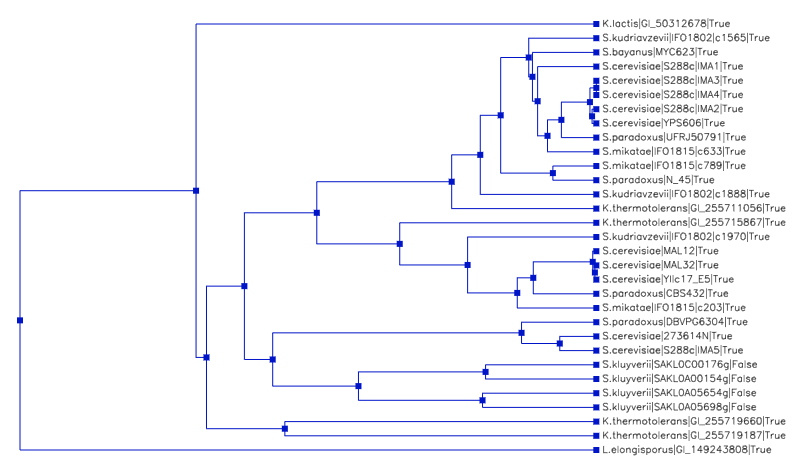 K.lactis|GI_50312678|True
S.kudriavzevii|IFO1802|c1565|True
S.bayanus|MYC623|True
S.cerevisiae|S288c|IMA1|True
S.cerevisiae|S288c|IMA3|True
S.cerevisiae|S288c|IMA4|True
S.cerevisiae|S288c|IMA2|True
S.cerevisiae|YPS606|True
S.paradoxus|UFRJ50791|True
S.mikatae|IFO1815|c633|True
S.mikatae|IFO1815|c789|True
S.paradoxus|N_45|True
S.kudriavzevii|IFO1802|c1888|True
K.thermotolerans|GI_255711056|True
K.thermotolerans|GI_255715867|True
S.kudriavzevii|IFO1802|c1970|True
S.cerevisiae|MAL12|True
S.cerevisiae|MAL32|True
S.cerevisiae|YIlc17_E5|True
S.paradoxus|CBS432|True
S.mikatae|IFO1815|c203|True
S.paradoxus|DBVPG6304|True
S.cerevisiae|273614N|True
S.cerevisiae|S288c|IMA5|True
S.kluyverii|SAKL0C00176g|False
S.kluyverii|SAKL0A00154g|False
S.kluyverii|SAKL0A05654g|False
S.kluyverii|SAKL0A05698g|False
K.thermotolerans|GI_255719660|True
K.thermotolerans|GI_255719187|True
L.elongisporus|GI_149243808|True